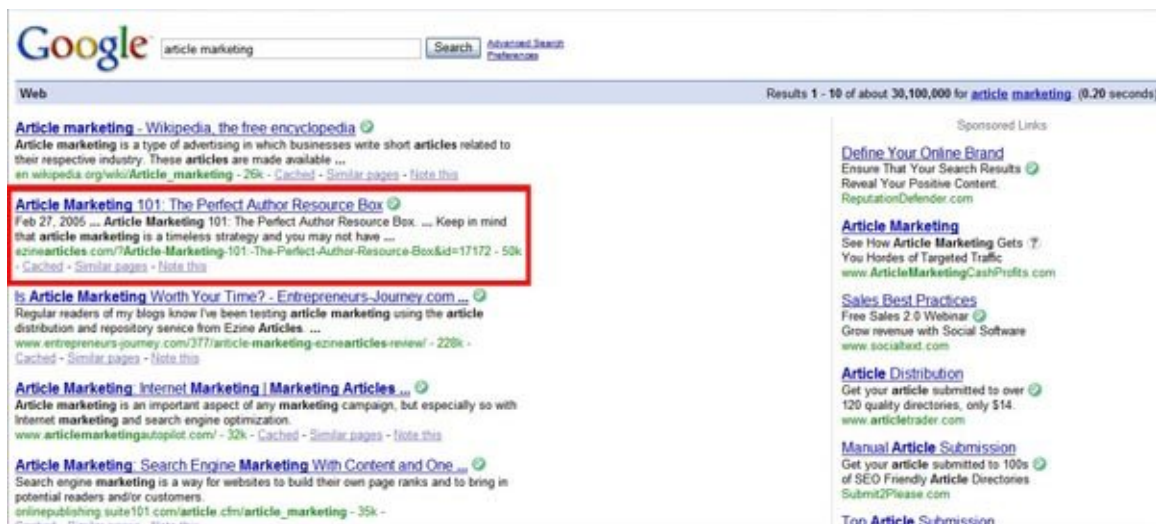 Google article marketing Search Advanced Search
Preferences
Web Results 1 - 10 of about 30,100,000 for article marketing. (0.20 seconds)
Article marketing - Wikipedia, the free encyclopedia
Article marketing is a type of advertising in which businesses write short articles related to
their respective industry. These articles are made available ...
en.wikipedia.org/wiki/Article_marketing - 26k - Cached - Similar pages - Note this
Article Marketing 101: The Perfect Author Resource Box
Feb 27, 2005 ... Article Marketing 101: The Perfect Author Resource Box. ... Keep in mind
that article marketing is a timeless strategy and you may not have ...
ezinearticles.com/?Article-Marketing-101:-The-Perfect-Author-Resource-Box&id=17172 - 50k
- Cached - Similar pages - Note this
Is Article Marketing Worth Your Time? - Entrepreneurs-Journey.com ...
Regular readers of my blogs know I've been testing article marketing using the article
distribution and repository service from Ezine Articles. ...
www.entrepreneurs-journey.com/377/article-marketing-ezinearticles-review/ - 228k -
Cached - Similar pages - Note this
Article Marketing: Internet Marketing | Marketing Articles ...
Article marketing is an important aspect of any marketing campaign, but especially so with
Internet marketing and search engine optimization.
www.articlemarketingautopilot.com/ - 32k - Cached - Similar pages - Note this
Article Marketing: Search Engine Marketing With Content and One ...
Search engine marketing is a way for websites to build their own page ranks and to bring in
potential readers and/or customers.
onlinepublishing.suite101.com/article.cfm/article_marketing - 35k -
Cached - Similar pages - Note this
Sponsored Links
Define Your Online Brand
Ensure That Your Search Results
Reveal Your Positive Content.
ReputationDefender.com
Article Marketing
See How Article Marketing Gets
You Hordes of Targeted Traffic
www.ArticleMarketingCashProfits.com
Sales Best Practices
Free Sales 2.0 Webinar
Grow revenue with Social Software
www.socialtext.com
Article Distribution
Get your article submitted to over
120 quality directories, only $14.
www.articletrader.com
Manual Article Submission
Get your article submitted to 100s
of SEO Friendly Article Directories
Submit2Please.com
Top Article Submission